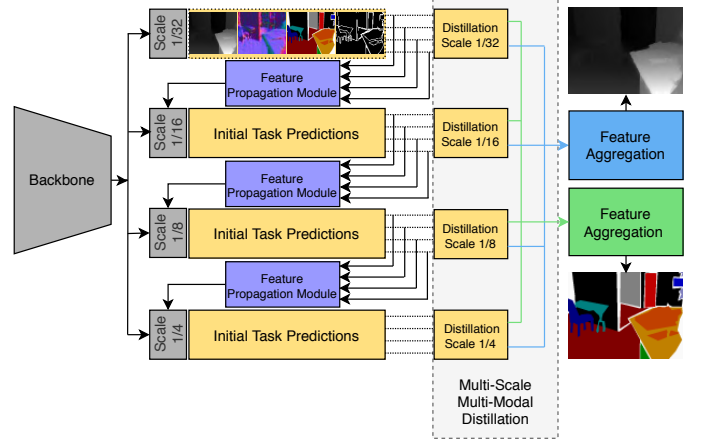 Scale
1/32
Distillation
Scale 1/32
Feature
Propagation Module
Scale
1/16
Initial Task Predictions
Distillation
Scale 1/16
Feature
Aggregation
Backbone
Feature
Propagation Module
Scale
1/8
Initial Task Predictions
Distillation
Scale 1/8
Feature
Aggregation
Feature
Propagation Module
Scale
1/4
Initial Task Predictions
Distillation
Scale 1/4
Multi-Scale
Multi-Modal
Distillation